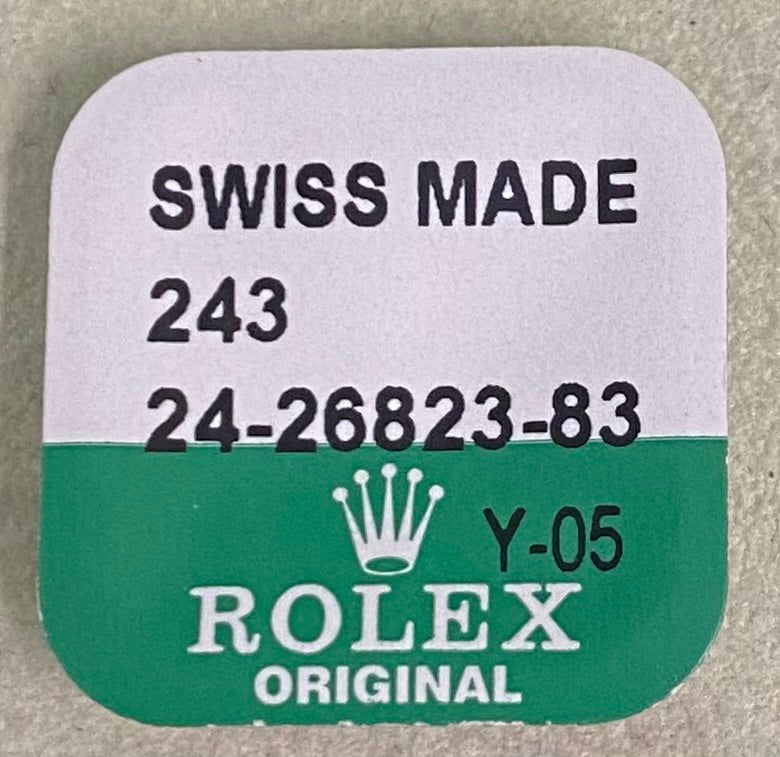 SWISS MADE
243
24-26823-83
Y-05
ROLEX
ORIGINAL